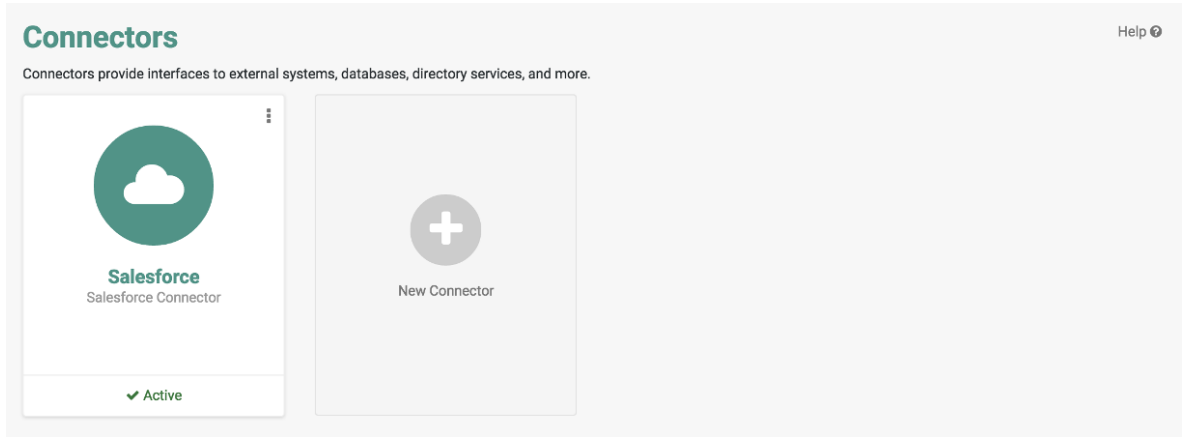 Connectors
Help
Connectors provide interfaces to external systems, databases, directory services, and more.
Salesforce
Salesforce Connector
Active
New Connector